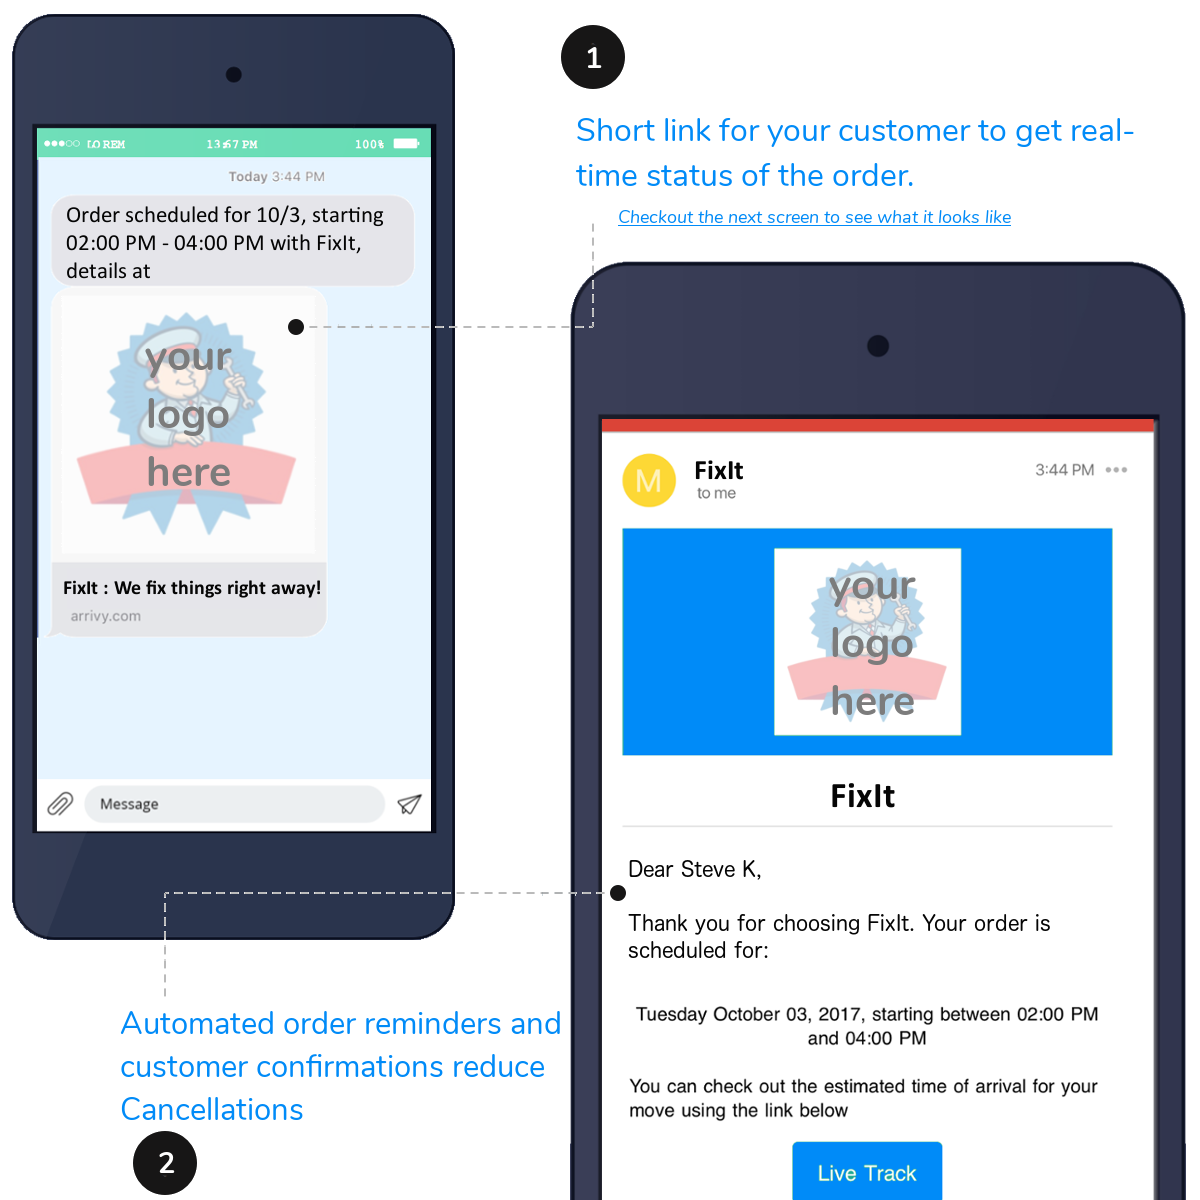 LOREM 13:57 PM 100%
Today 3:44 PM
Order scheduled for 10/3, starting
02:00 PM - 04:00 PM with FixIt,
details at
your
logo
here
FixIt : We fix things right away!
arrivy.com
Message
1
Short link for your customer to get real-
time status of the order.
Checkout the next screen to see what it looks like
M
FixIt
to me
3:44 PM
your
logo
here
FixIt
Dear Steve K,
Thank you for choosing FixIt. Your order is
scheduled for:
Tuesday October 03, 2017, starting between 02:00 PM
and 04:00 PM
You can check out the estimated time of arrival for your
move using the link below
Live Track
Automated order reminders and
customer confirmations reduce
Cancellations
2